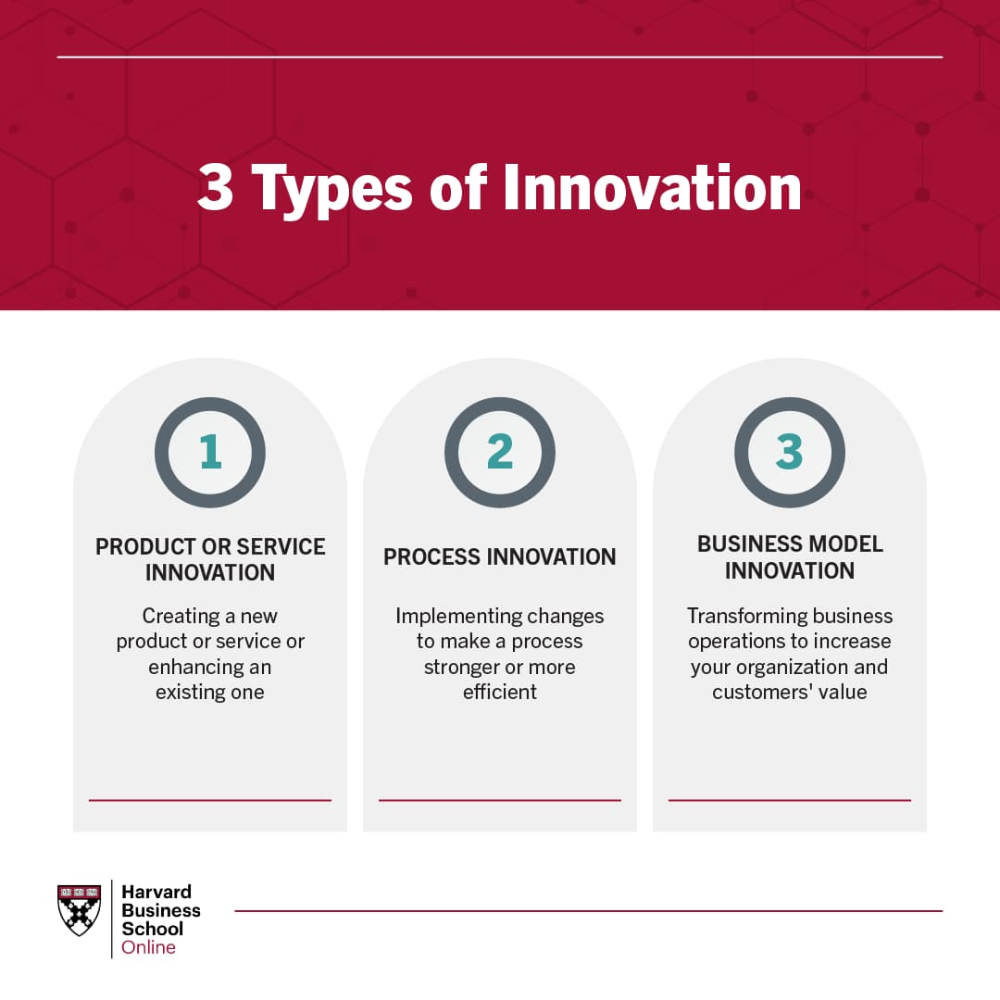 3 Types of Innovation
1
PRODUCT OR SERVICE
INNOVATION
Creating a new
product or service or
enhancing an
existing one
2
PROCESS INNOVATION
Implementing changes
to make a process
stronger or more
efficient
3
BUSINESS MODEL
INNOVATION
Transforming business
operations to increase
your organization and
customers' value
Harvard
Business
School
Online